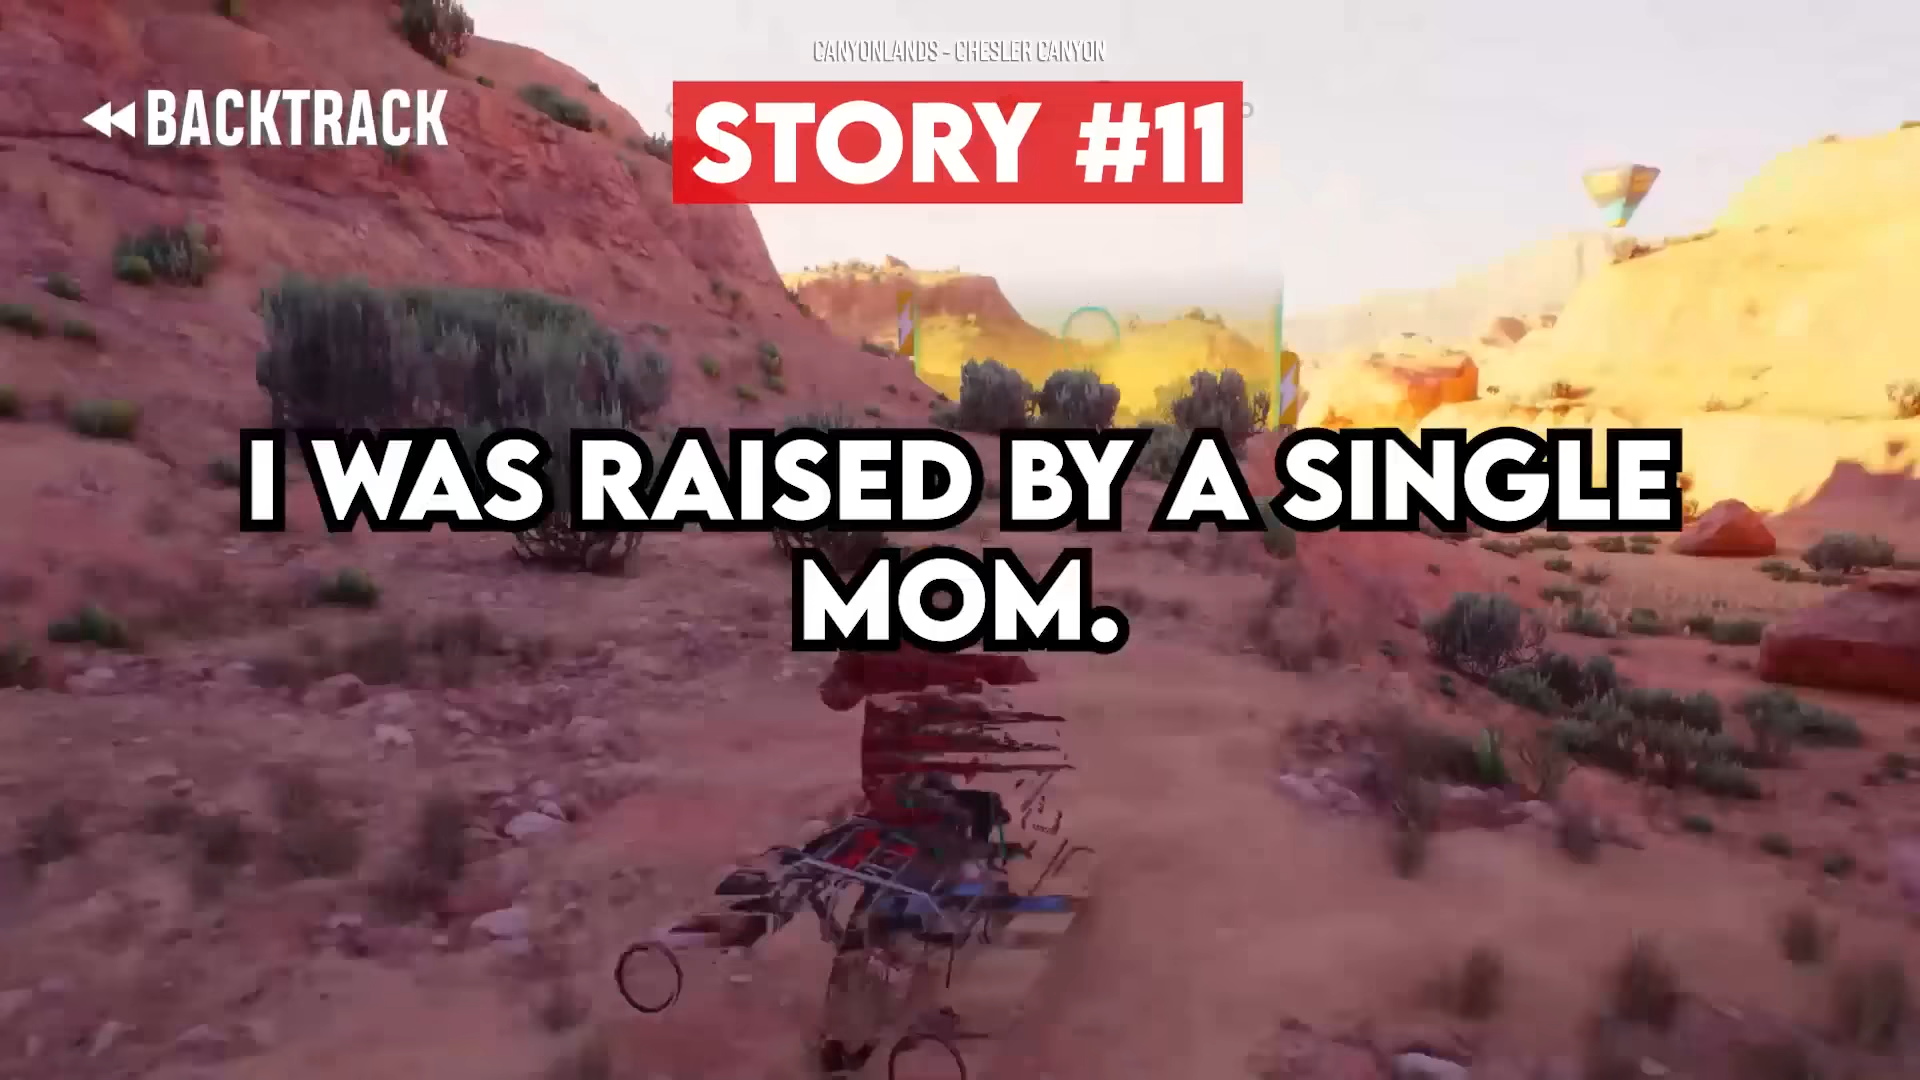 CANYONLANDS - CHESLER CANYON
BACKTRACK
STORY #11
I WAS RAISED BY A SINGLE
MOM.